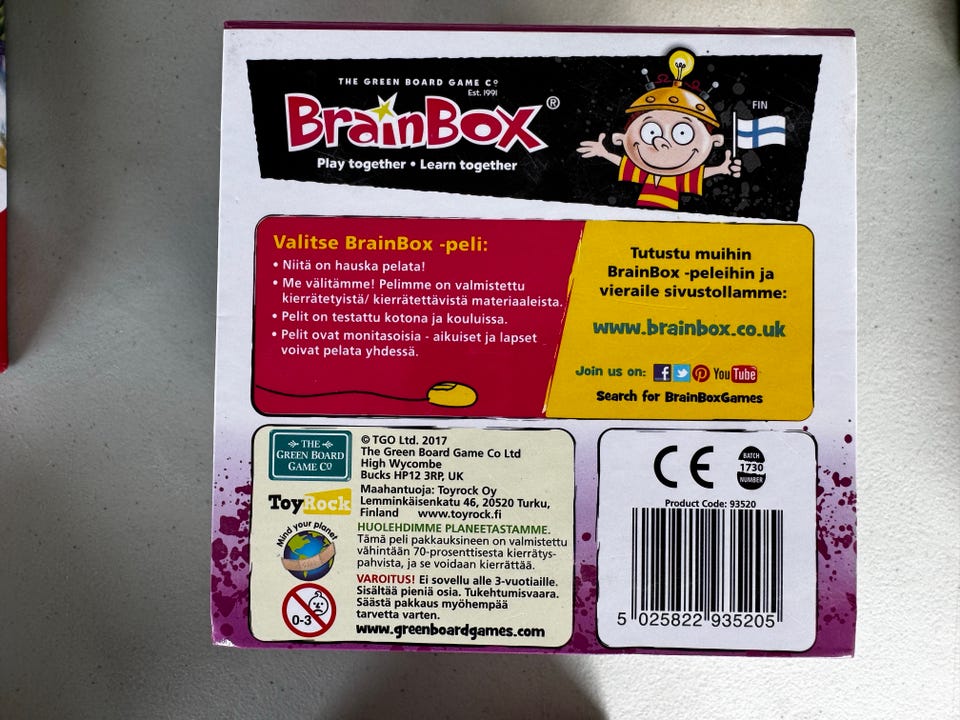 THE GREEN BOARD GAME Cº
Est. 1991
BrainBox®
Play together • Learn together
FIN
Valitse BrainBox -peli:
• Niitä on hauska pelata!
• Me välitämme! Pelimme on valmistettu
kierrätetyistä/ kierrätettävistä materiaaleista.
• Pelit on testattu kotona ja kouluissa.
• Pelit ovat monitasoisia - aikuiset ja lapset
voivat pelata yhdessä.
Tutustu muihin
BrainBox -peleihin ja
vieraile sivustollamme:
www.brainbox.co.uk
Join us on: f P You Tube
Search for BrainBoxGames
THE
GREEN BOARD
GAME Cº
© TGO Ltd. 2017
The Green Board Game Co Ltd
High Wycombe
Bucks HP12 3RP, UK
ToyRock
Maahantuoja: Toyrock Oy
Lemminkäisenkatu 46, 20520 Turku,
Finland www.toyrock.fi
Mind your planet
HUOLEHDIMME PLANEETASTAMME.
Tämä peli pakkauksineen on valmistettu
vähintään 70-prosenttisesta kierrätys-
pahvista, ja se voidaan kierrättää.
0-3
VAROITUS! Ei sovellu alle 3-vuotiaille.
Sisältää pieniä osia. Tukehtumisvaara.
Säästä pakkaus myöhempää
tarvetta varten.
www.greenboardgames.com
CE
BATCH
1730
NUMBER
Product Code: 93520
5 025822 935205